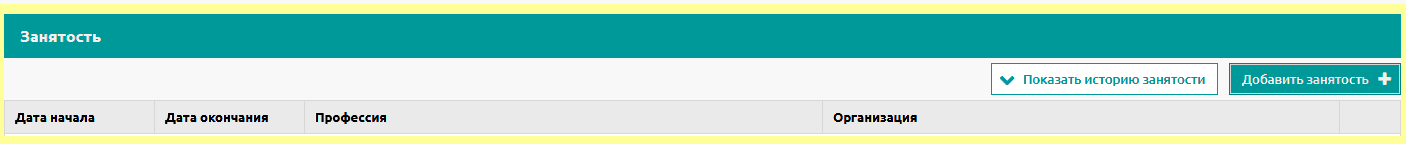 Занятость
Показать историю занятости Добавить занятость
Дата начала Дата окончания Профессия Организация